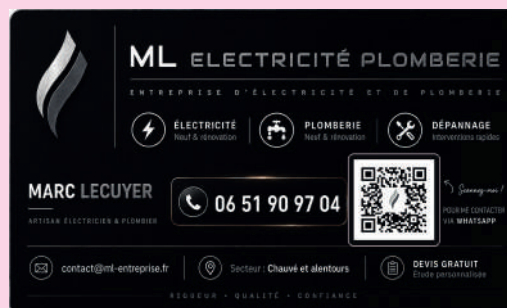 ML ELECTRICITÉ PLOMBERIE
ENTREPRISE D'ÉLECTRICITÉ ET DE PLOMBERIE
ÉLECTRICITÉ
Neuf & rénovation
PLOMBERIE
Neuf & rénovation
DÉPANNAGE
Interventions rapides
MARC LECUYER
ARTISAN ÉLECTRICIEN & PLOMBIER
06 51 90 97 04
Scannez-moi !
POUR ME CONTACTER
VIA WHATSAPP
contact@ml-entreprise.fr
Secteur : Chauvé et alentours
DEVIS GRATUIT
Étude personnalisée
RIGUEUR • QUALITÉ • CONFIANCE